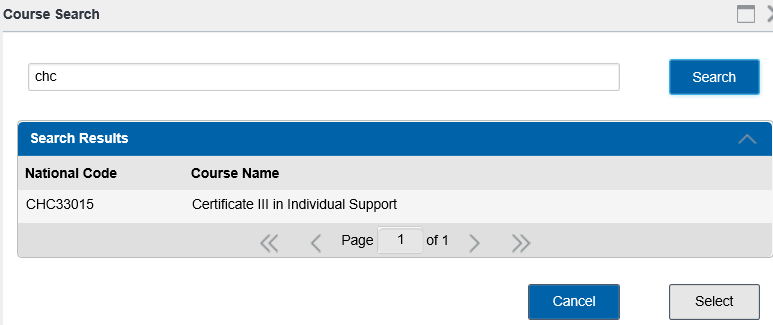 Course Search
chc
Search
Search Results
National Code Course Name
CHC33015 Certificate III in Individual Support
Page 1 of 1
Cancel Select